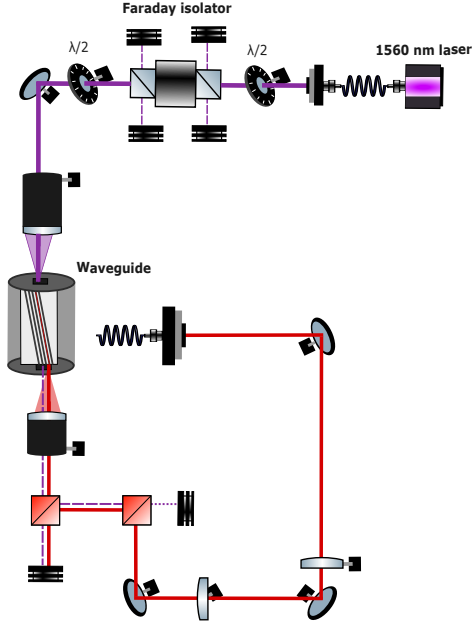 Faraday isolator
λ/2
λ/2
1560 nm laser
Waveguide